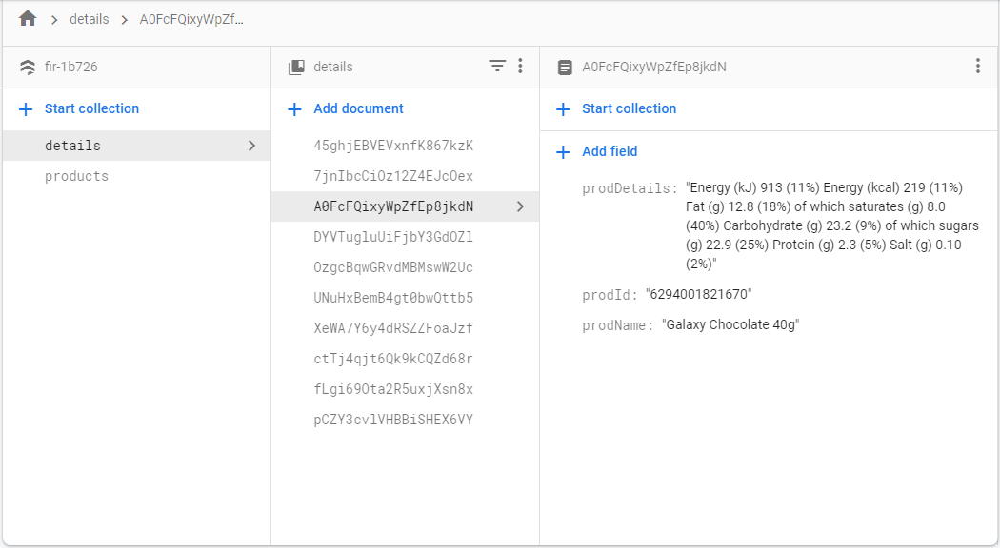 details A0FcFQixyWpZf...
fir-1b726
Start collection
details
products
details
Add document
45ghjEBVEVxnfK867kzK
7jnIbcCiOz12Z4EJcOex
A0FcFQixyWpZfEp8jkdN
DYVTugluUiFjbY3GdOZl
OzgcBqwGRvdMBMswW2Uc
UNuHxBemB4gt0bwQttb5
XeWA7Y6y4dRSZZFoaJzf
ctTj4qjt6Qk9kCQZd68r
fLgi69Ota2R5uxjXsn8x
pCZY3cvlVHBBiSHEX6VY
A0FcFQixyWpZfEp8jkdN
Start collection
Add field
prodDetails: "Energy (kJ) 913 (11%) Energy (kcal) 219 (11%)
Fat (g) 12.8 (18%) of which saturates (g) 8.0
(40%) Carbohydrate (g) 23.2 (9%) of which sugars
(g) 22.9 (25%) Protein (g) 2.3 (5%) Salt (g) 0.10
(2%)"
prodId: "6294001821670"
prodName: "Galaxy Chocolate 40g"